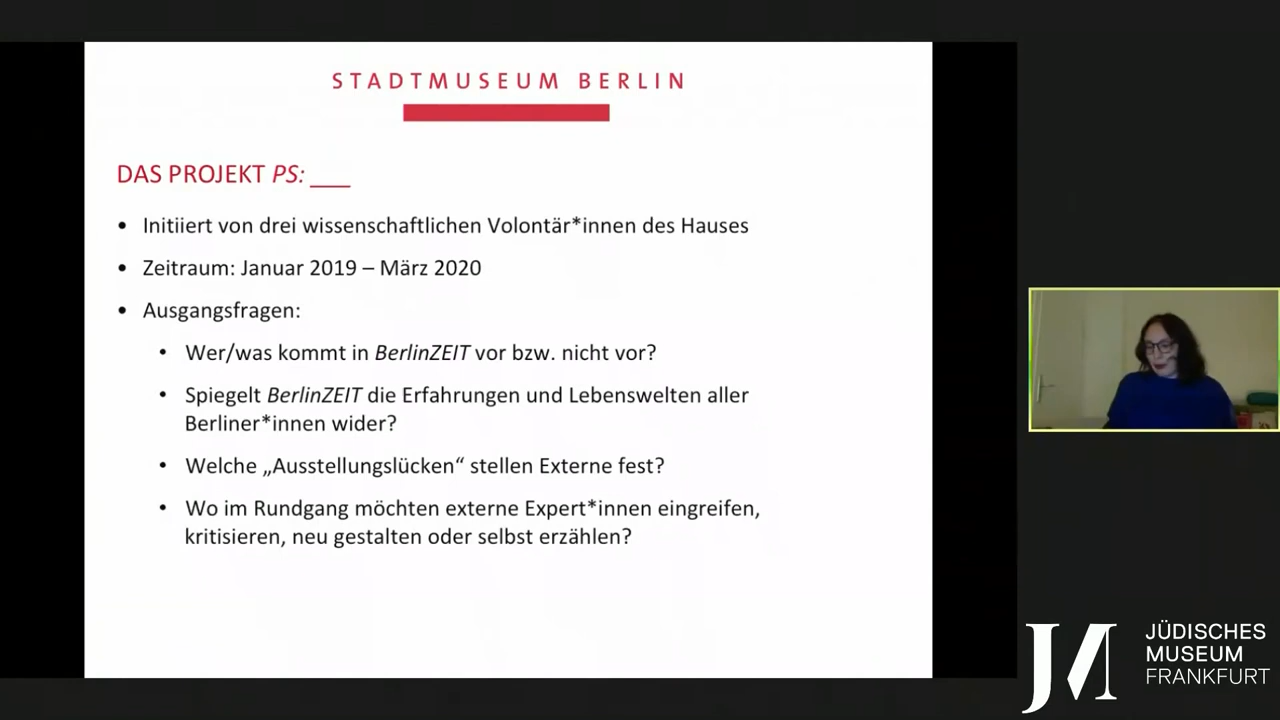 STADTMUSEUM BERLIN
DAS PROJEKT PS: ___
• Initiiert von drei wissenschaftlichen Volontär*innen des Hauses
• Zeitraum: Januar 2019 – März 2020
• Ausgangsfragen:
• Wer/was kommt in BerlinZEIT vor bzw. nicht vor?
• Spiegelt BerlinZEIT die Erfahrungen und Lebenswelten aller
Berliner*innen wider?
• Welche „Ausstellungslücken“ stellen Externe fest?
• Wo im Rundgang möchten externe Expert*innen eingreifen,
kritisieren, neu gestalten oder selbst erzählen?
JM
JÜDISCHES
MUSEUM
FRANKFURT